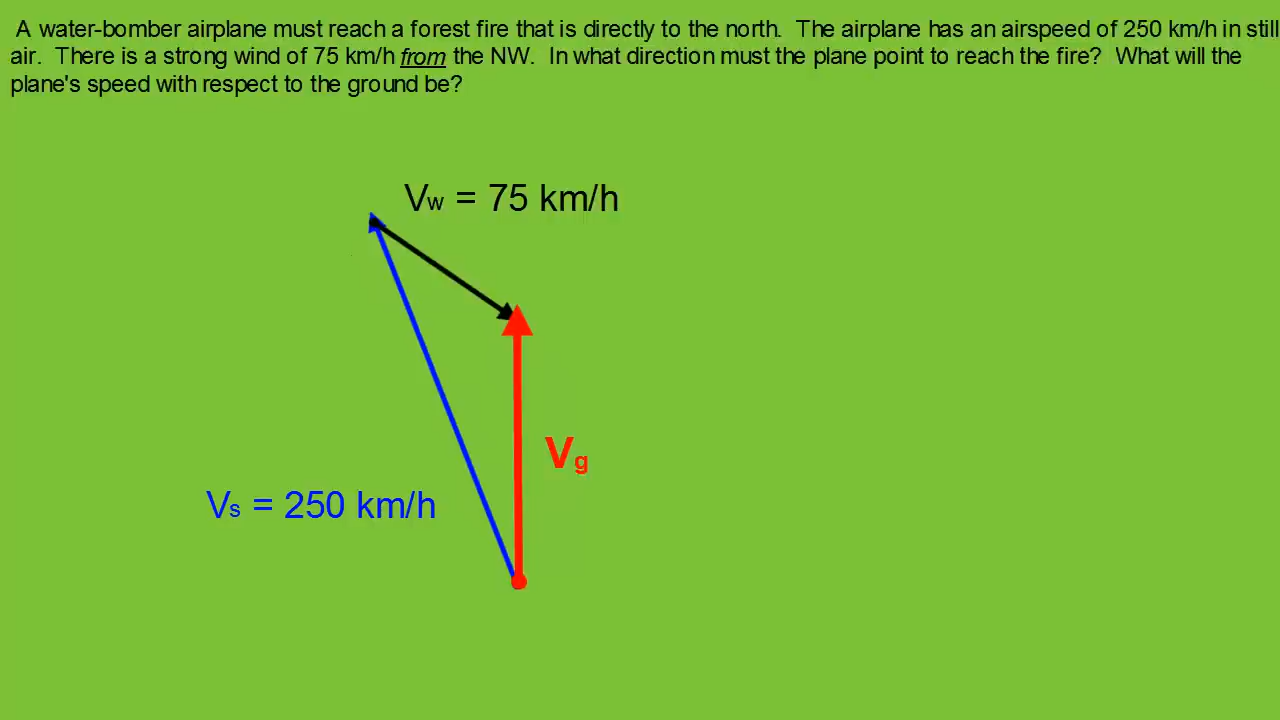 A water-bomber airplane must reach a forest fire that is directly to the north. The airplane has an airspeed of 250 km/h in still
air. There is a strong wind of 75 km/h from the NW. In what direction must the plane point to reach the fire? What will the
plane's speed with respect to the ground be?
Vw = 75 km/h
Vg
Vs = 250 km/h